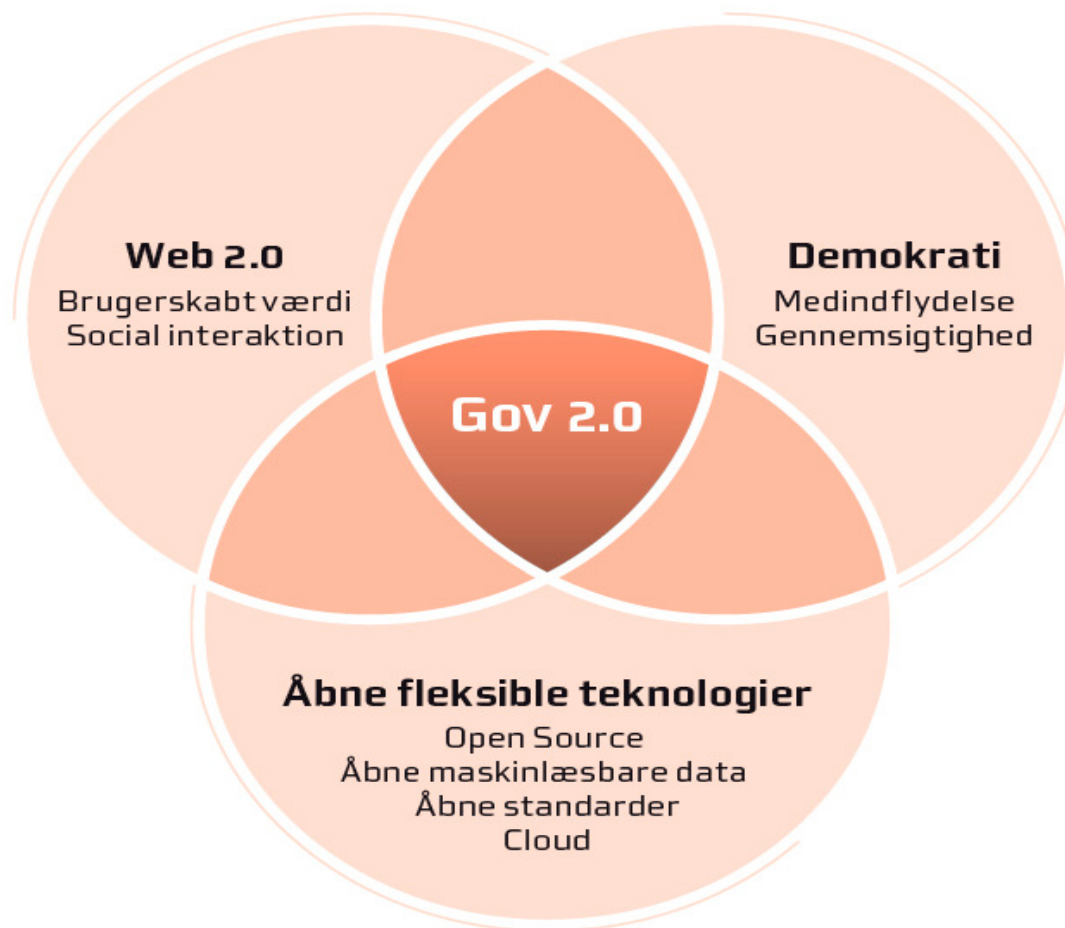 Web 2.0
Brugerskabt værdi
Social interaktion
Demokrati
Medindflydelse
Gennemsigtighed
Gov 2.0
Åbne fleksible teknologier
Open Source
Åbne maskinlæsbare data
Åbne standarder
Cloud